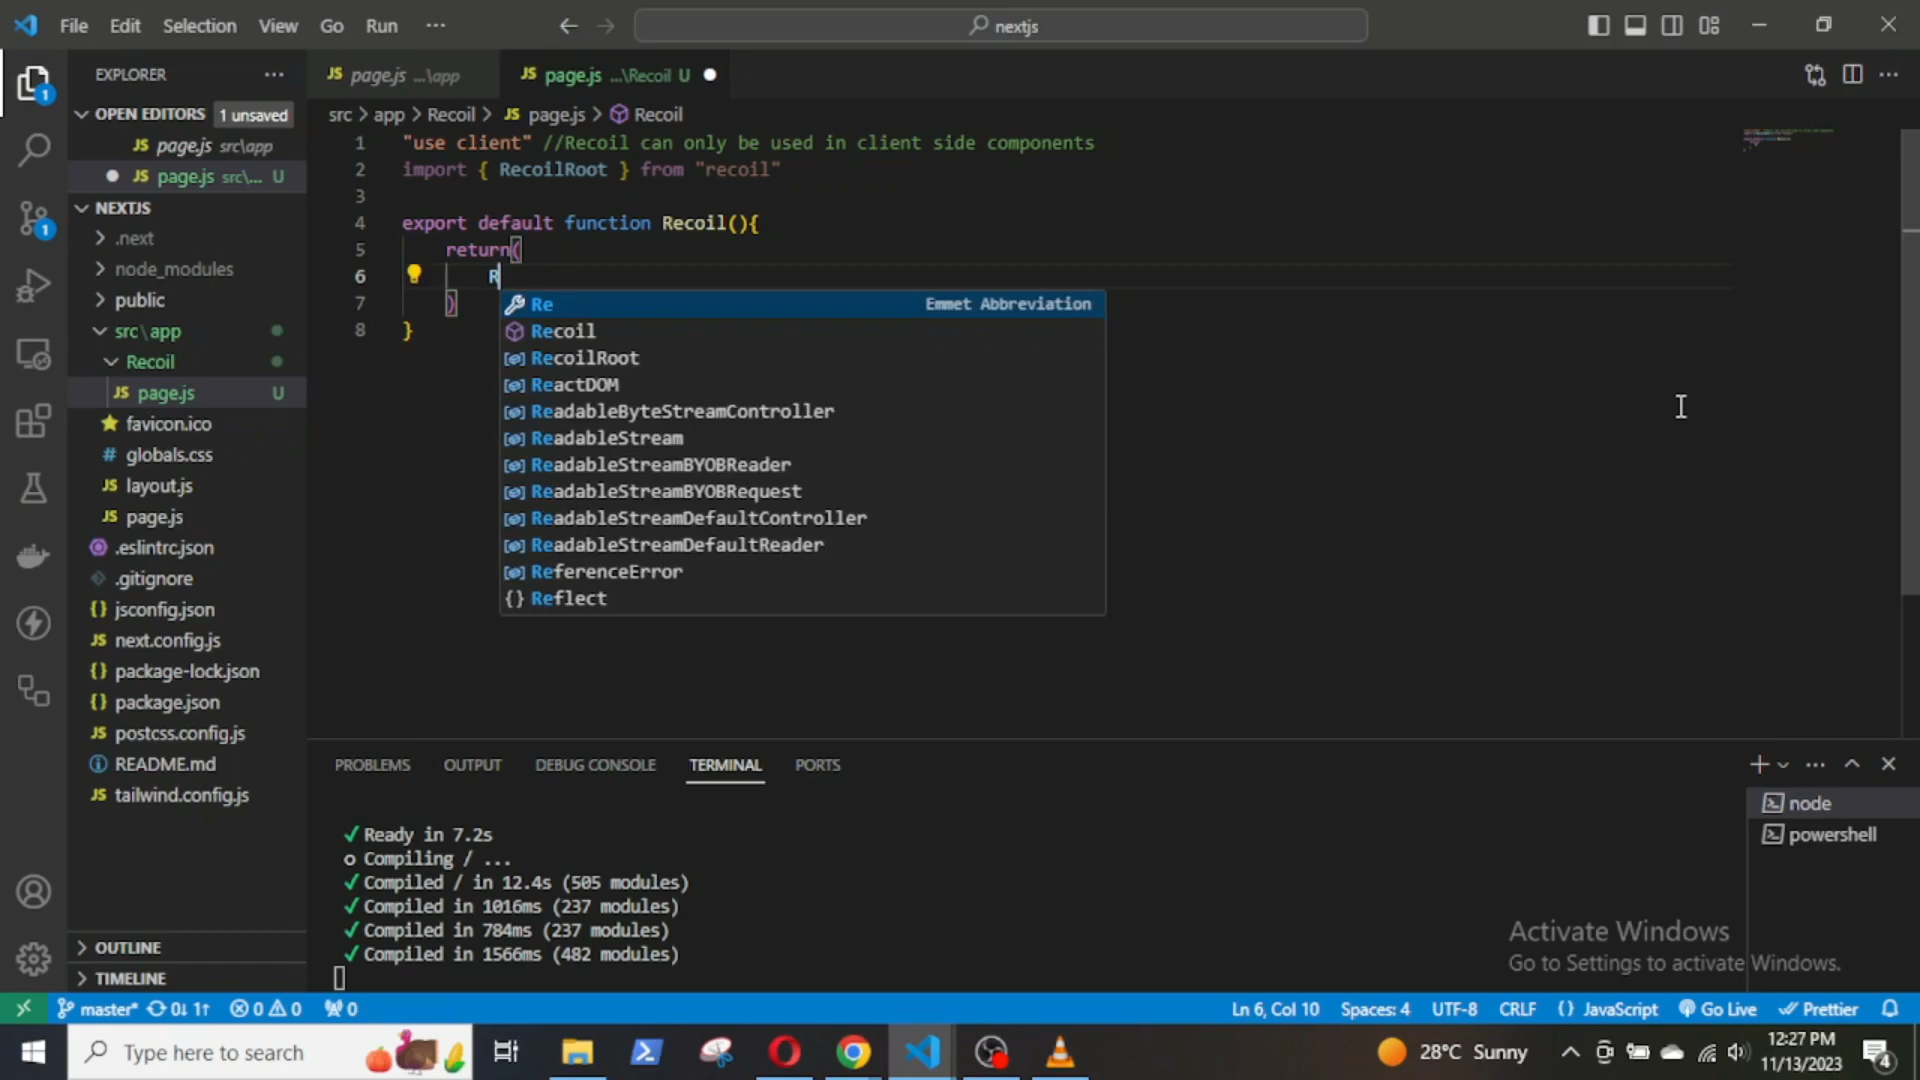 File Edit Selection View Go Run ... nextjs
EXPLORER
OPEN EDITORS 1 unsaved
JS page.js src\app
JS page.js src\... U
NEXTJS
.next
node_modules
public
src\app
Recoil
JS page.js U
favicon.ico
# globals.css
JS layout.js
JS page.js
.eslintrc.json
.gitignore
{} jsconfig.json
JS next.config.js
{} package-lock.json
{} package.json
JS postcss.config.js
README.md
JS tailwind.config.js
OUTLINE
TIMELINE
JS page.js ...\app JS page.js ...\Recoil U
src > app > Recoil > JS page.js > Recoil
1 "use client" //Recoil can only be used in client side components
2 import { RecoilRoot } from "recoil"
3
4 export default function Recoil(){
5 return(
6 R
7 )
8 }
Re Emmet Abbreviation
Recoil
RecoilRoot
ReactDOM
ReadableByteStreamController
ReadableStream
ReadableStreamBYOBReader
ReadableStreamBYOBRequest
ReadableStreamDefaultController
ReadableStreamDefaultReader
ReferenceError
{} Reflect
PROBLEMS OUTPUT DEBUG CONSOLE TERMINAL PORTS
✓ Ready in 7.2s
○ Compiling / ...
✓ Compiled / in 12.4s (505 modules)
✓ Compiled in 1016ms (237 modules)
✓ Compiled in 784ms (237 modules)
✓ Compiled in 1566ms (482 modules)
node
powershell
Activate Windows
Go to Settings to activate Windows.
master* 0↓ 1↑ 0 0 0 Ln 6, Col 10 Spaces: 4 UTF-8 CRLF {} JavaScript Go Live Prettier
Type here to search 28°C Sunny 12:27 PM
11/13/2023 4